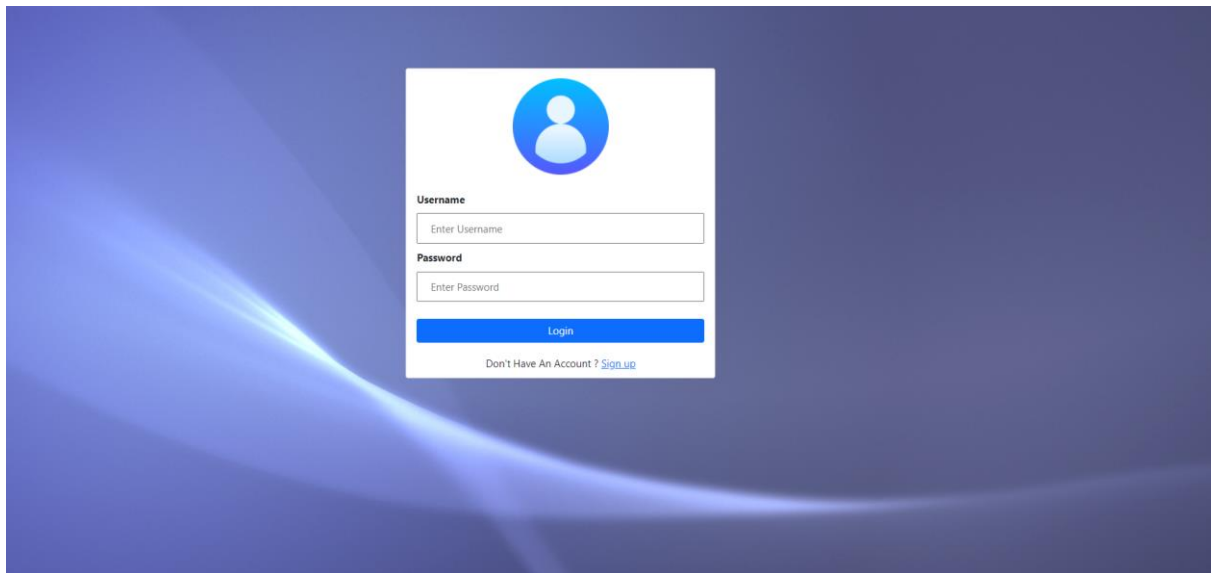 Username
Enter Username
Password
Enter Password
Login
Don't Have An Account ? Sign up